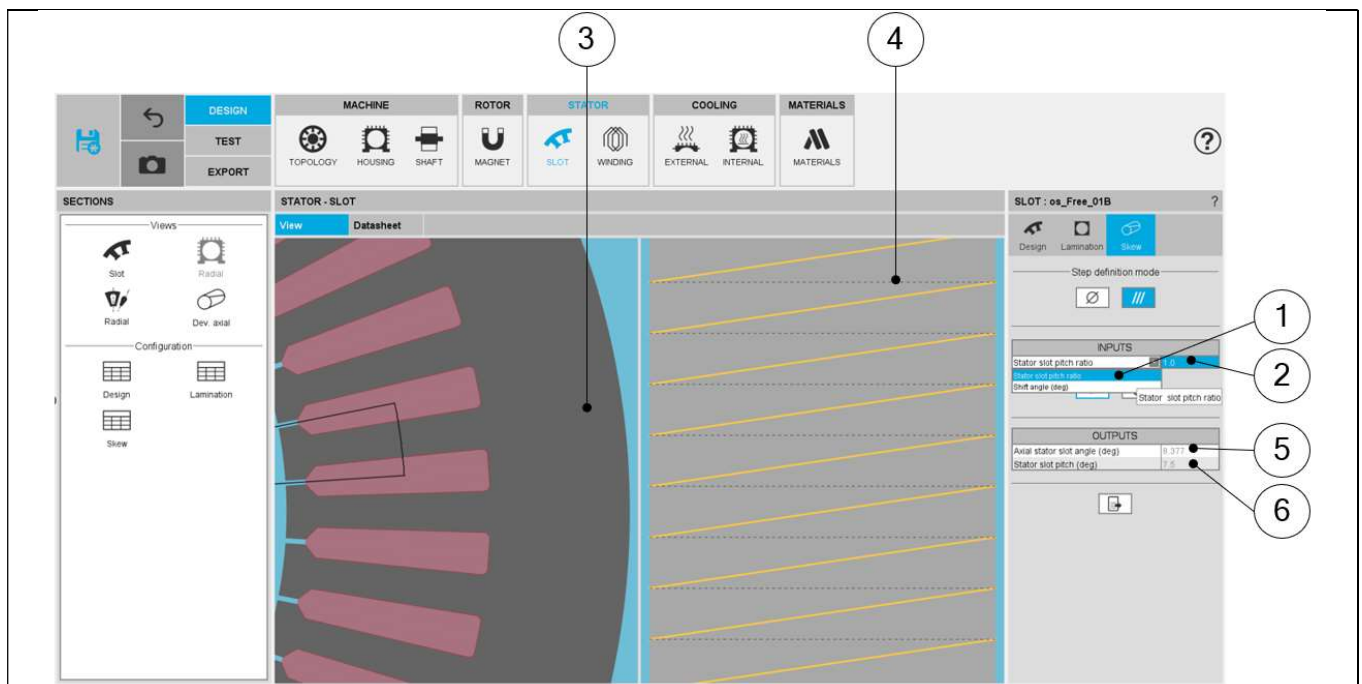 3
4
DESIGN
TEST
EXPORT
MACHINE
TOPOLOGY
HOUSING
SHAFT
ROTOR
MAGNET
STATOR
SLOT
WINDING
COOLING
EXTERNAL
INTERNAL
MATERIALS
MATERIALS
?
SECTIONS
Views
Slot
Radial
Radial
Dev. axial
Configuration
Design
Lamination
Skew
STATOR - SLOT
View
Datasheet
SLOT : os_Free_01B
?
Design
Lamination
Skew
Step definition mode
INPUTS
Stator slot pitch ratio
1.0
Stator slot pitch ratio
Shift angle (deg)
Stator slot pitch ratio
OUTPUTS
Axial stator slot angle (deg)
9.377
Stator slot pitch (deg)
7.5
1
2
5
6